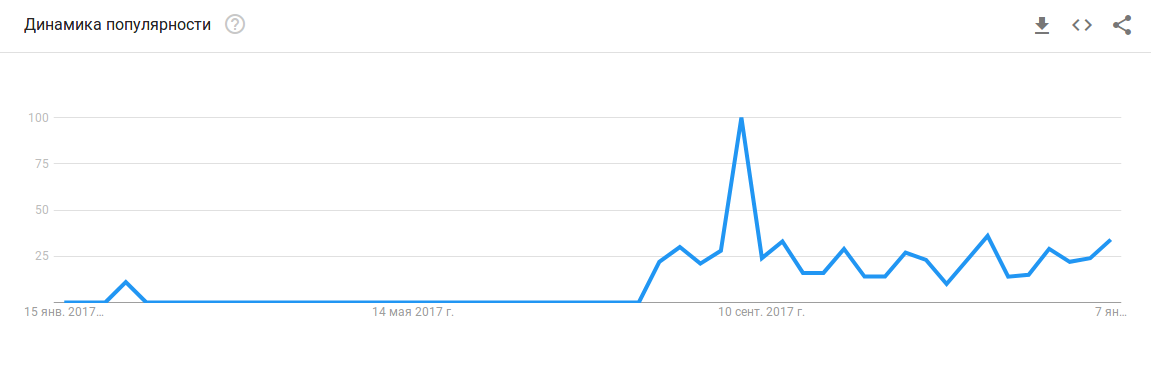 Динамика популярности ?
100
75
50
25
15 янв. 2017…
14 мая 2017 г.
10 сент. 2017 г.
7 ян…